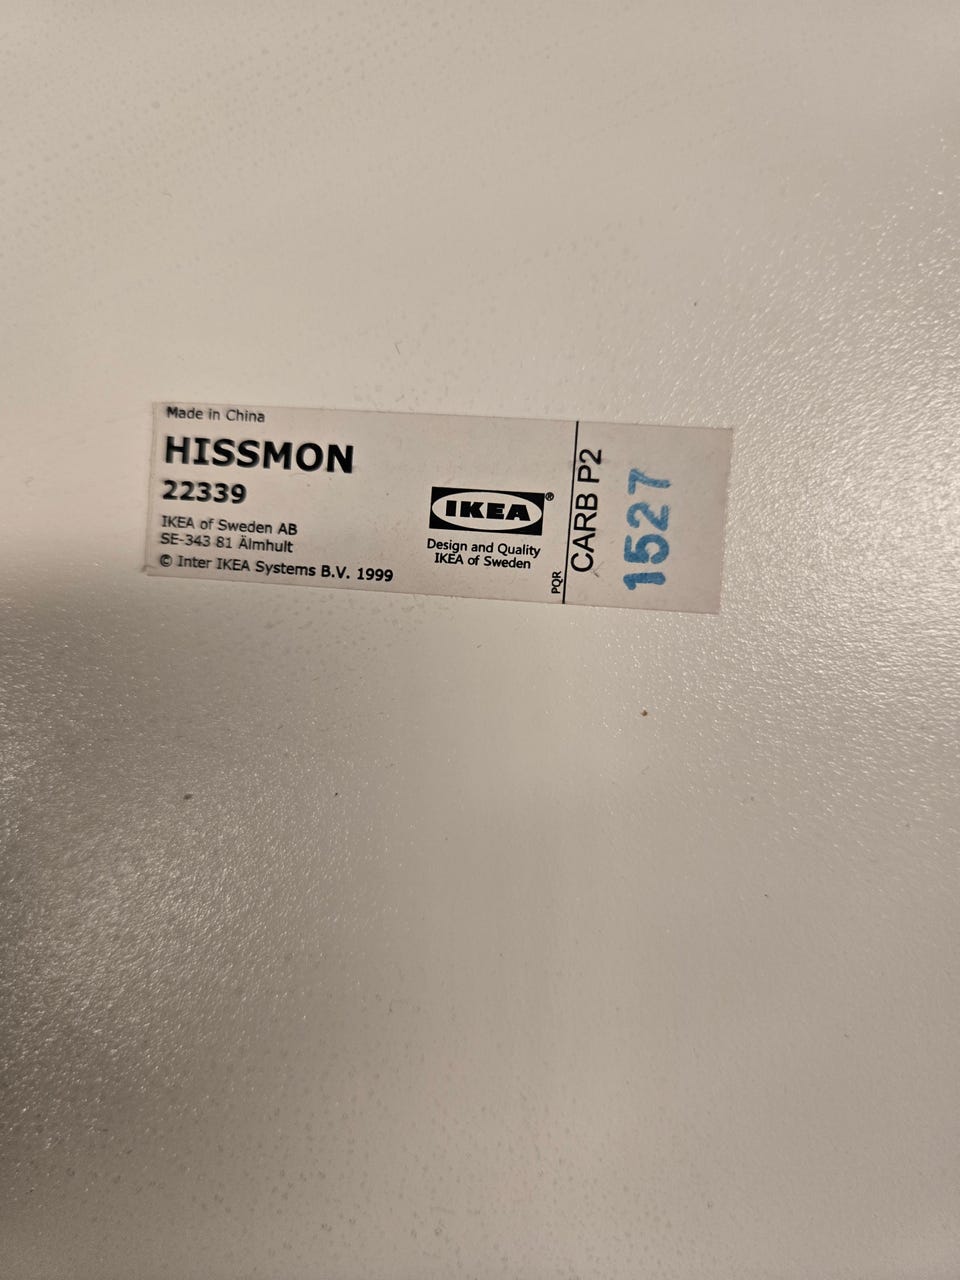 Made in China
HISSMON
22339
IKEA of Sweden AB
SE-343 81 Älmhult
© Inter IKEA Systems B.V. 1999
IKEA®
Design and Quality
IKEA of Sweden
PQR
CARB P2
1527